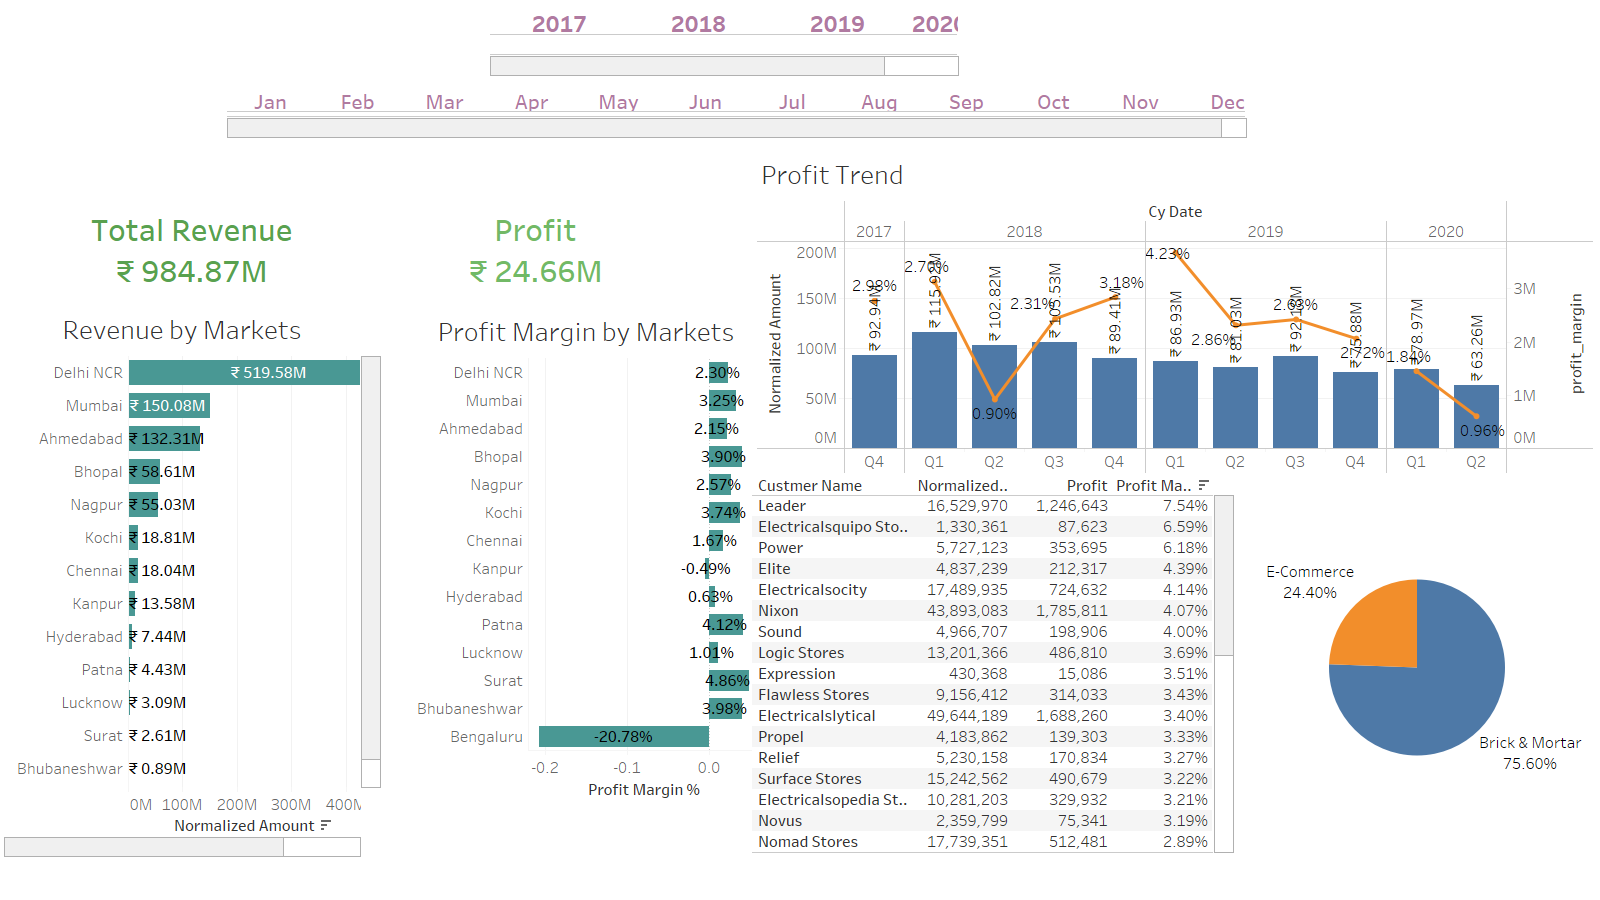 2017 2018 2019 2020
Jan Feb Mar Apr May Jun Jul Aug Sep Oct Nov Dec
Total Revenue
₹ 984.87M
Profit
₹ 24.66M
Revenue by Markets
Delhi NCR ₹ 519.58M
Mumbai ₹ 150.08M
Ahmedabad ₹ 132.31M
Bhopal ₹ 58.61M
Nagpur ₹ 55.03M
Kochi ₹ 18.81M
Chennai ₹ 18.04M
Kanpur ₹ 13.58M
Hyderabad ₹ 7.44M
Patna ₹ 4.43M
Lucknow ₹ 3.09M
Surat ₹ 2.61M
Bhubaneshwar ₹ 0.89M
0M 100M 200M 300M 400M
Normalized Amount
Profit Margin by Markets
Delhi NCR 2.30%
Mumbai 3.25%
Ahmedabad 2.15%
Bhopal 3.90%
Nagpur 2.57%
Kochi 3.74%
Chennai 1.67%
Kanpur -0.49%
Hyderabad 0.63%
Patna 4.12%
Lucknow 1.01%
Surat 4.86%
Bhubaneshwar 3.98%
Bengaluru -20.78%
-0.2 -0.1 0.0
Profit Margin %
Profit Trend
Cy Date
2017 2018 2019 2020
Normalized Amount
200M
150M
100M
50M
0M
2.98% 2.70% 0.90% 2.31% 3.18% 4.23% 2.86% 2.63% 2.72% 1.84% 0.96%
₹ 92.94M ₹ 115.92M ₹ 102.82M ₹ 105.53M ₹ 89.41M ₹ 86.93M ₹ 81.03M ₹ 75.88M ₹ 78.97M ₹ 63.26M
3M
2M
1M
0M
profit_margin
Q4 Q1 Q2 Q3 Q4 Q1 Q2 Q3 Q4 Q1 Q2
Custmer Name Normalized.. Profit Profit Ma..
Leader 16,529,970 1,246,643 7.54%
Electricalsquipo Sto.. 1,330,361 87,623 6.59%
Power 5,727,123 353,695 6.18%
Elite 4,837,239 212,317 4.39%
Electricalsocity 17,489,935 724,632 4.14%
Nixon 43,893,083 1,785,811 4.07%
Sound 4,966,707 198,906 4.00%
Logic Stores 13,201,366 486,810 3.69%
Expression 430,368 15,086 3.51%
Flawless Stores 9,156,412 314,033 3.43%
Electricalslytical 49,644,189 1,688,260 3.40%
Propel 4,183,862 139,303 3.33%
Relief 5,230,158 170,834 3.27%
Surface Stores 15,242,562 490,679 3.22%
Electricalsopedia St.. 10,281,203 329,932 3.21%
Novus 2,359,799 75,341 3.19%
Nomad Stores 17,739,351 512,481 2.89%
E-Commerce
24.40%
Brick & Mortar
75.60%